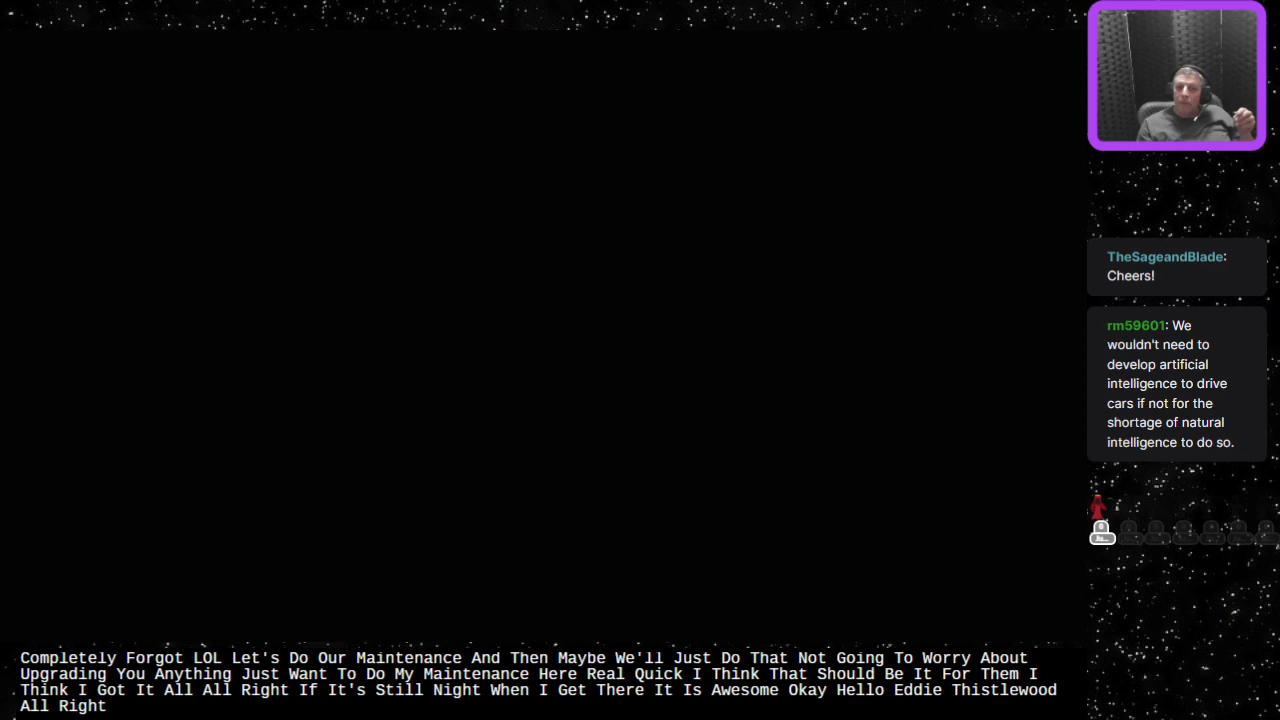 TheSageandBlade:
Cheers!
rm59601: We
wouldn't need to
develop artificial
intelligence to drive
cars if not for the
shortage of natural
intelligence to do so.
Completely Forgot LOL Let's Do Our Maintenance And Then Maybe We'll Just Do That Not Going To Worry About
Upgrading You Anything Just Want To Do My Maintenance Here Real Quick I Think That Should Be It For Them I
Think I Got It All All Right If It's Still Night When I Get There It Is Awesome Okay Hello Eddie Thistlewood
All Right